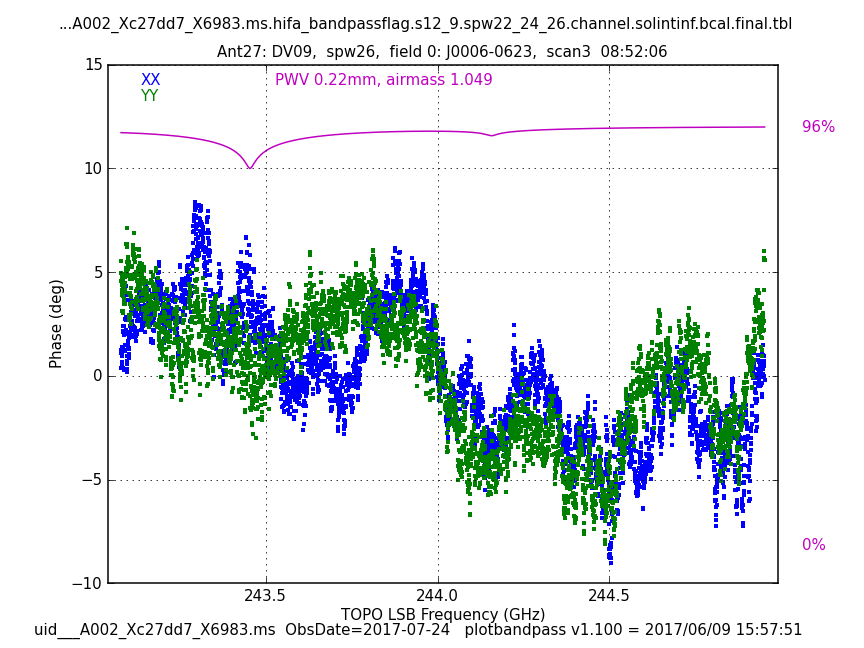 ...A002_Xc27dd7_X6983.ms.hifa_bandpassflag.s12_9.spw22_24_26.channel.solintinf.bcal.final.tbl
Ant27: DV09,  spw26,  field 0: J0006-0623,  scan3  08:52:06
XX
YY
PWV 0.22mm, airmass 1.049
96%
0%
15
10
5
0
−5
−10
Phase (deg)
243.5
244.0
244.5
TOPO LSB Frequency (GHz)
uid___A002_Xc27dd7_X6983.ms  ObsDate=2017-07-24   plotbandpass v1.100 = 2017/06/09 15:57:51